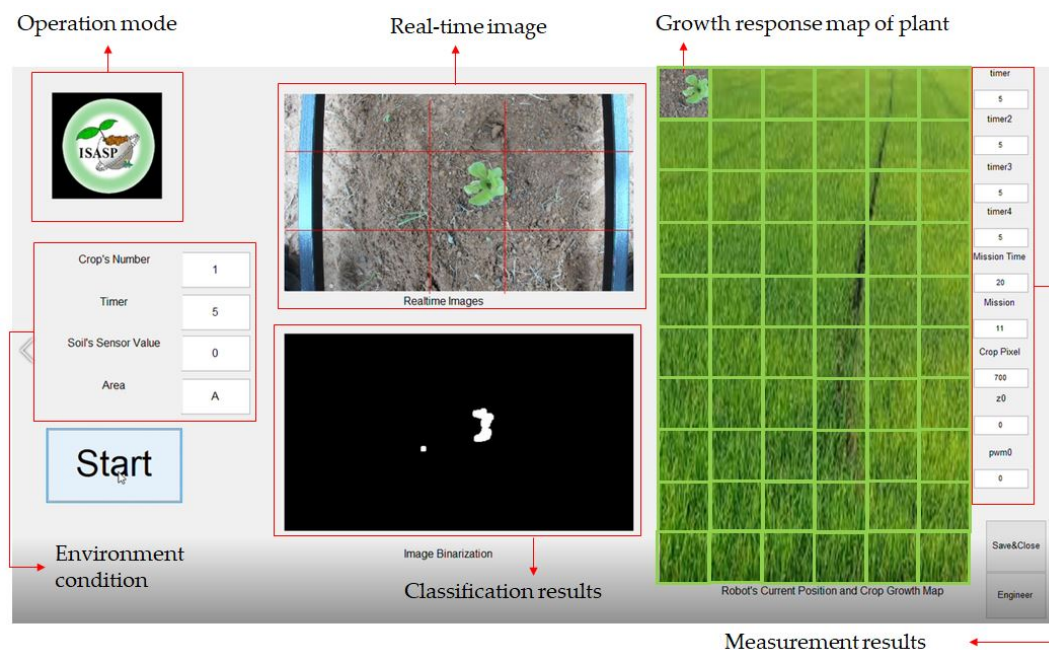 Operation mode
Real-time image
Growth response map of plant
ISASP
Crop's Number
1
Timer
5
Soil's Sensor Value
0
Area
A
Start
Realtime Images
Image Binarization
Robot's Current Position and Crop Growth Map
timer
5
timer2
5
timer3
5
timer4
5
Mission Time
20
Mission
11
Crop Pixel
700
z0
0
pwm0
0
Save&Close
Engineer
Environment
condition
Classification results
Measurement results